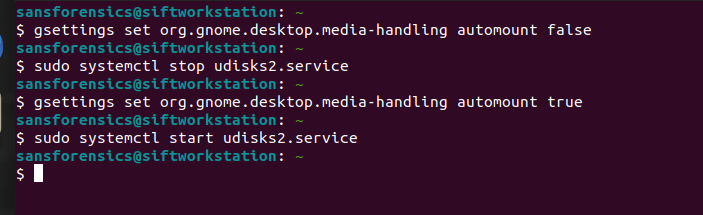 sansforensics@siftworkstation: ~
$ gsettings set org.gnome.desktop.media-handling automount false
sansforensics@siftworkstation: ~
$ sudo systemctl stop udisks2.service
sansforensics@siftworkstation: ~
$ gsettings set org.gnome.desktop.media-handling automount true
sansforensics@siftworkstation: ~
$ sudo systemctl start udisks2.service
sansforensics@siftworkstation: ~
$